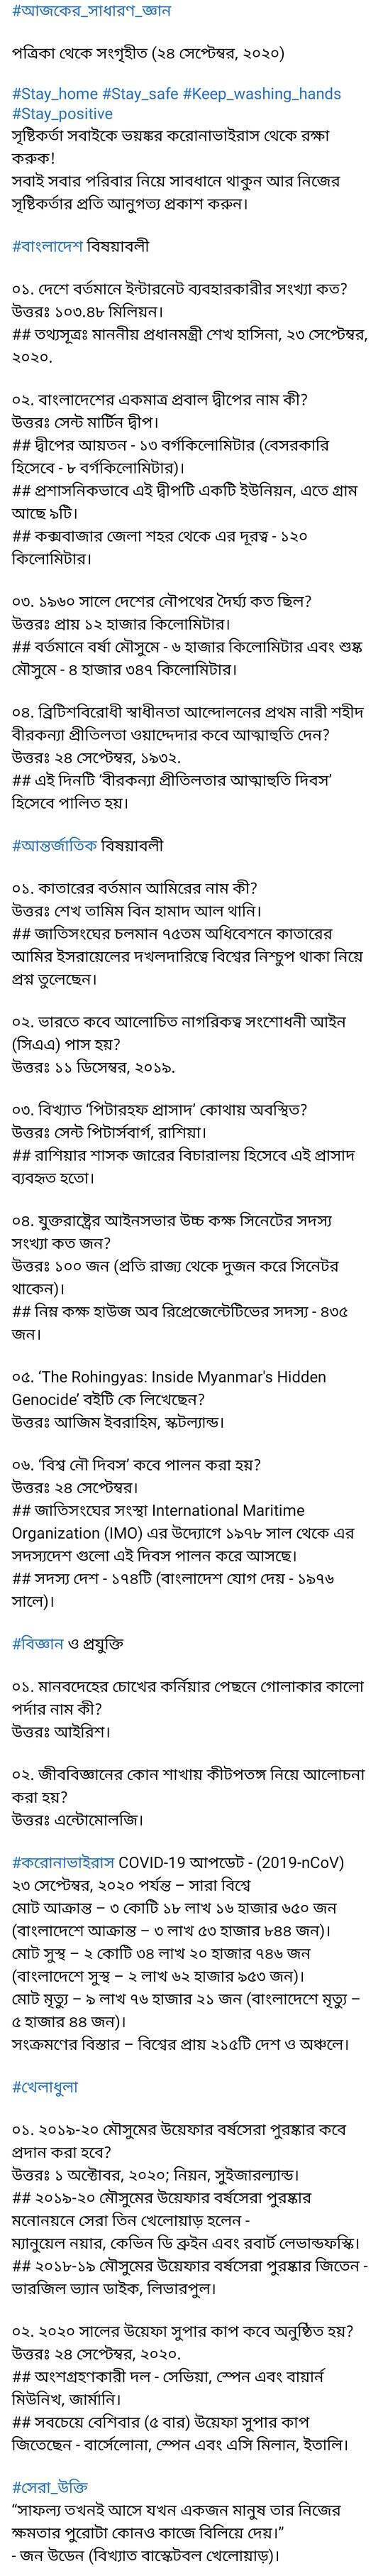 #আজকের_সাধারণ_জ্ঞান
পত্রিকা থেকে সংগৃহীত (২৪ সেপ্টেম্বর, ২০২০)
#Stay_home #Stay_safe #Keep_washing_hands
#Stay_positive
সৃষ্টিকর্তা সবাইকে ভয়ঙ্কর করোনাভাইরাস থেকে রক্ষা
করুক!
সবাই সবার পরিবার নিয়ে সাবধানে থাকুন আর নিজের
সৃষ্টিকর্তার প্রতি আনুগত্য প্রকাশ করুন।
#বাংলাদেশ বিষয়াবলী
০১. দেশে বর্তমানে ইন্টারনেট ব্যবহারকারীর সংখ্যা কত?
উত্তরঃ ১০৩.৪৮ মিলিয়ন।
## তথ্যসূত্রঃ মাননীয় প্রধানমন্ত্রী শেখ হাসিনা, ২৩ সেপ্টেম্বর,
২০২০.
০২. বাংলাদেশের একমাত্র প্রবাল দ্বীপের নাম কী?
উত্তরঃ সেন্ট মার্টিন দ্বীপ।
## দ্বীপের আয়তন - ১৩ বর্গকিলোমিটার (বেসরকারি
হিসেবে - ৮ বর্গকিলোমিটার)।
## প্রশাসনিকভাবে এই দ্বীপটি একটি ইউনিয়ন, এতে গ্রাম
আছে ৯টি।
## কক্সবাজার জেলা শহর থেকে এর দূরত্ব - ১২০
কিলোমিটার।
০৩. ১৯৬০ সালে দেশের নৌপথের দৈর্ঘ্য কত ছিল?
উত্তরঃ প্রায় ১২ হাজার কিলোমিটার।
## বর্তমানে বর্ষা মৌসুমে - ৬ হাজার কিলোমিটার এবং শুষ্ক
মৌসুমে - ৪ হাজার ৩৪৭ কিলোমিটার।
০৪. ব্রিটিশবিরোধী স্বাধীনতা আন্দোলনের প্রথম নারী শহীদ
বীরকন্যা প্রীতিলতা ওয়াদ্দেদার কবে আত্মাহুতি দেন?
উত্তরঃ ২৪ সেপ্টেম্বর, ১৯৩২.
## এই দিনটি ‘বীরকন্যা প্রীতিলতার আত্মাহুতি দিবস’
হিসেবে পালিত হয়।
#আন্তর্জাতিক বিষয়াবলী
০১. কাতারের বর্তমান আমিরের নাম কী?
উত্তরঃ শেখ তামিম বিন হামাদ আল থানি।
## জাতিসংঘের চলমান ৭৫তম অধিবেশনে কাতারের
আমির ইসরায়েলের দখলদারিত্বে বিশ্বের নিশ্চুপ থাকা নিয়ে
প্রশ্ন তুলেছেন।
০২. ভারতে কবে আলোচিত নাগরিকত্ব সংশোধনী আইন
(সিএএ) পাস হয়?
উত্তরঃ ১১ ডিসেম্বর, ২০১৯.
০৩. বিখ্যাত ‘পিটারহফ প্রাসাদ’ কোথায় অবস্থিত?
উত্তরঃ সেন্ট পিটার্সবার্গ, রাশিয়া।
## রাশিয়ার শাসক জারের বিচারালয় হিসেবে এই প্রাসাদ
ব্যবহৃত হতো।
০৪. যুক্তরাষ্ট্রের আইনসভার উচ্চ কক্ষ সিনেটের সদস্য
সংখ্যা কত জন?
উত্তরঃ ১০০ জন (প্রতি রাজ্য থেকে দুজন করে সিনেটর
থাকেন)।
## নিম্ন কক্ষ হাউজ অব রিপ্রেজেন্টেটিভের সদস্য - ৪৩৫
জন।
০৫. ‘The Rohingyas: Inside Myanmar's Hidden
Genocide’ বইটি কে লিখেছেন?
উত্তরঃ আজিম ইবরাহিম, স্কটল্যান্ড।
০৬. ‘বিশ্ব নৌ দিবস’ কবে পালন করা হয়?
উত্তরঃ ২৪ সেপ্টেম্বর।
## জাতিসংঘের সংস্থা International Maritime
Organization (IMO) এর উদ্যোগে ১৯৭৮ সাল থেকে এর
সদস্যদেশ গুলো এই দিবস পালন করে আসছে।
## সদস্য দেশ - ১৭৪টি (বাংলাদেশ যোগ দেয় - ১৯৭৬
সালে)।
#বিজ্ঞান ও প্রযুক্তি
০১. মানবদেহের চোখের কর্নিয়ার পেছনে গোলাকার কালো
পর্দার নাম কী?
উত্তরঃ আইরিশ।
০২. জীববিজ্ঞানের কোন শাখায় কীটপতঙ্গ নিয়ে আলোচনা
করা হয়?
উত্তরঃ এন্টোমোলজি।
#করোনাভাইরাস COVID-19 আপডেট - (2019-nCoV)
২৩ সেপ্টেম্বর, ২০২০ পর্যন্ত – সারা বিশ্বে
মোট আক্রান্ত – ৩ কোটি ১৮ লাখ ১৬ হাজার ৬৫০ জন
(বাংলাদেশে আক্রান্ত – ৩ লাখ ৫৩ হাজার ৮৪৪ জন)।
মোট সুস্থ – ২ কোটি ৩৪ লাখ ২০ হাজার ৭৪৬ জন
(বাংলাদেশে সুস্থ – ২ লাখ ৬২ হাজার ৯৫৩ জন)।
মোট মৃত্যু – ৯ লাখ ৭৬ হাজার ২১ জন (বাংলাদেশে মৃত্যু –
৫ হাজার ৪৪ জন)।
সংক্রমণের বিস্তার – বিশ্বের প্রায় ২১৫টি দেশ ও অঞ্চলে।
#খেলাধুলা
০১. ২০১৯-২০ মৌসুমের উয়েফার বর্ষসেরা পুরষ্কার কবে
প্রদান করা হবে?
উত্তরঃ ১ অক্টোবর, ২০২০; নিয়ন, সুইজারল্যান্ড।
## ২০১৯-২০ মৌসুমের উয়েফার বর্ষসেরা পুরষ্কার
মনোনয়নে সেরা তিন খেলোয়াড় হলেন -
ম্যানুয়েল নয়ার, কেভিন ডি ব্রুইন এবং রবার্ট লেভান্ডফস্কি।
## ২০১৮-১৯ মৌসুমের উয়েফার বর্ষসেরা পুরষ্কার জিতেন -
ভারজিল ভ্যান ডাইক, লিভারপুল।
০২. ২০২০ সালের উয়েফা সুপার কাপ কবে অনুষ্ঠিত হয়?
উত্তরঃ ২৪ সেপ্টেম্বর, ২০২০.
## অংশগ্রহণকারী দল - সেভিয়া, স্পেন এবং বায়ার্ন
মিউনিখ, জার্মানি।
## সবচেয়ে বেশিবার (৫ বার) উয়েফা সুপার কাপ
জিতেছেন - বার্সেলোনা, স্পেন এবং এসি মিলান, ইতালি।
#সেরা_উক্তি
“সাফল্য তখনই আসে যখন একজন মানুষ তার নিজের
ক্ষমতার পুরোটা কোনও কাজে বিলিয়ে দেয়।”
- জন উডেন (বিখ্যাত বাস্কেটবল খেলোয়াড়)।